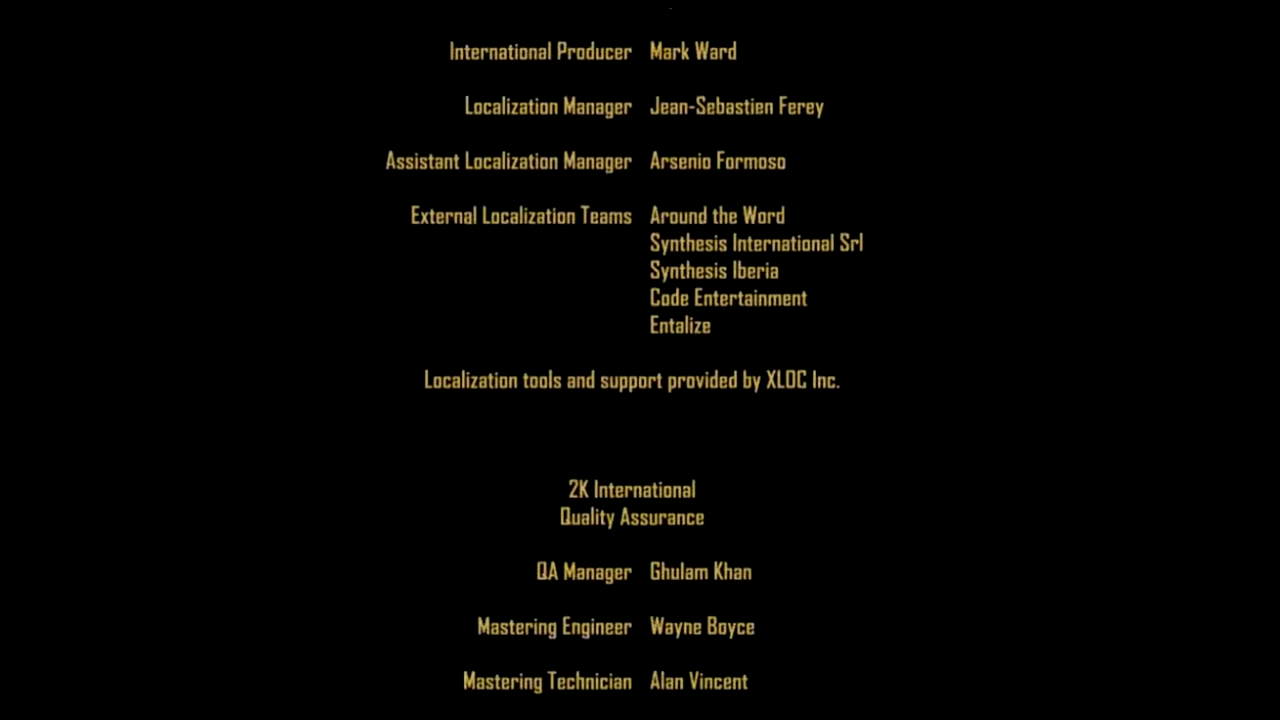 International Producer Mark Ward
Localization Manager Jean-Sebastien Ferey
Assistant Localization Manager Arsenio Formoso
External Localization Teams Around the Word
Synthesis International Srl
Synthesis Iberia
Code Entertainment
Entalize
Localization tools and support provided by XLOC Inc.
2K International
Quality Assurance
QA Manager Ghulam Khan
Mastering Engineer Wayne Boyce
Mastering Technician Alan Vincent